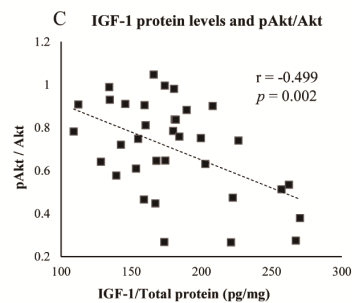 C IGF-1 protein levels and pAkt/Akt
r = -0.499
p = 0.002
1.2
1
0.8
0.6
0.4
0.2
pAkt / Akt
100 150 200 250 300
IGF-1/Total protein (pg/mg)